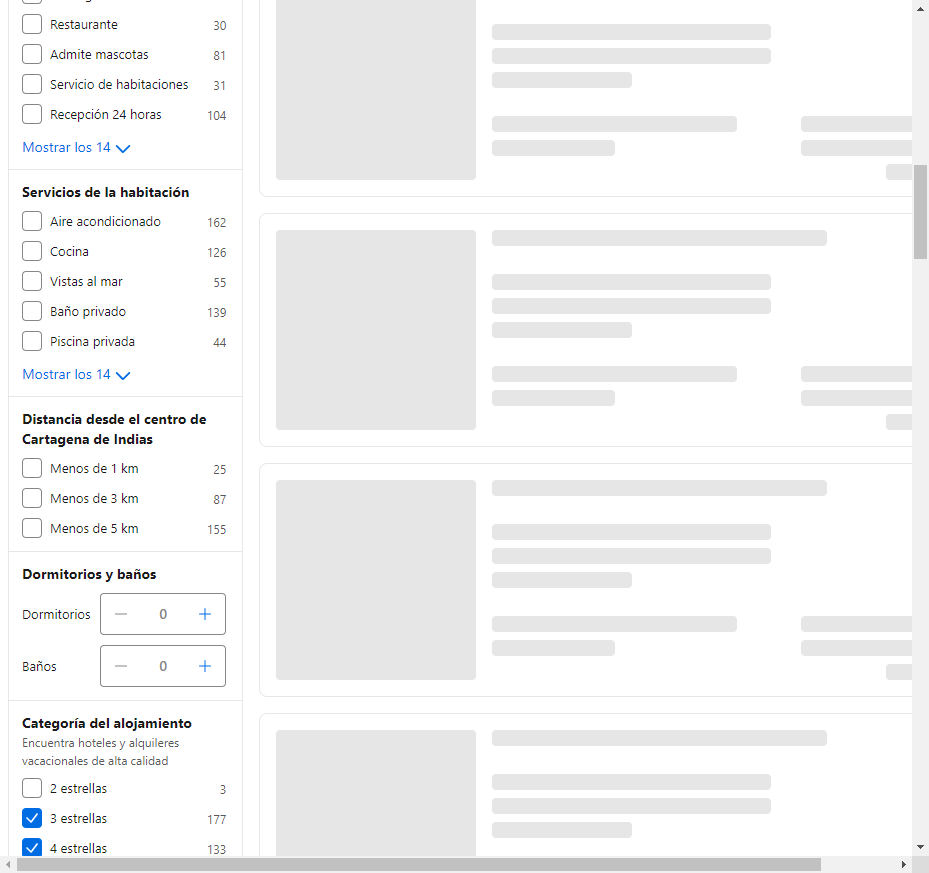 Restaurante 30
Admite mascotas 81
Servicio de habitaciones 31
Recepción 24 horas 104
Mostrar los 14
Servicios de la habitación
Aire acondicionado 162
Cocina 126
Vistas al mar 55
Baño privado 139
Piscina privada 44
Mostrar los 14
Distancia desde el centro de
Cartagena de Indias
Menos de 1 km 25
Menos de 3 km 87
Menos de 5 km 155
Dormitorios y baños
Dormitorios − 0 +
Baños − 0 +
Categoría del alojamiento
Encuentra hoteles y alquileres
vacacionales de alta calidad
2 estrellas 3
3 estrellas 177
4 estrellas 133